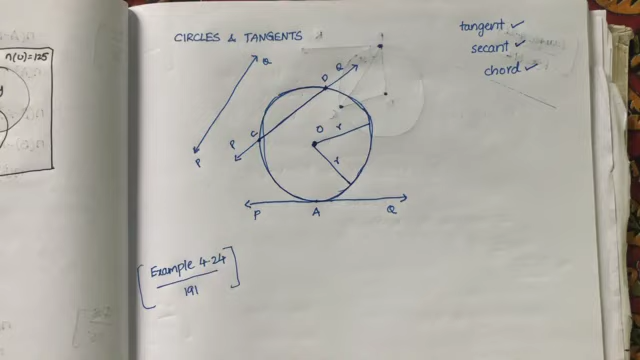 n(U)=125
CIRCLES & TANGENTS
tangent ✓
secant ✓
chord ✓
Q
P
Q
D
C
P
O
r
r
P
A
Q
[Example 4.24
191]